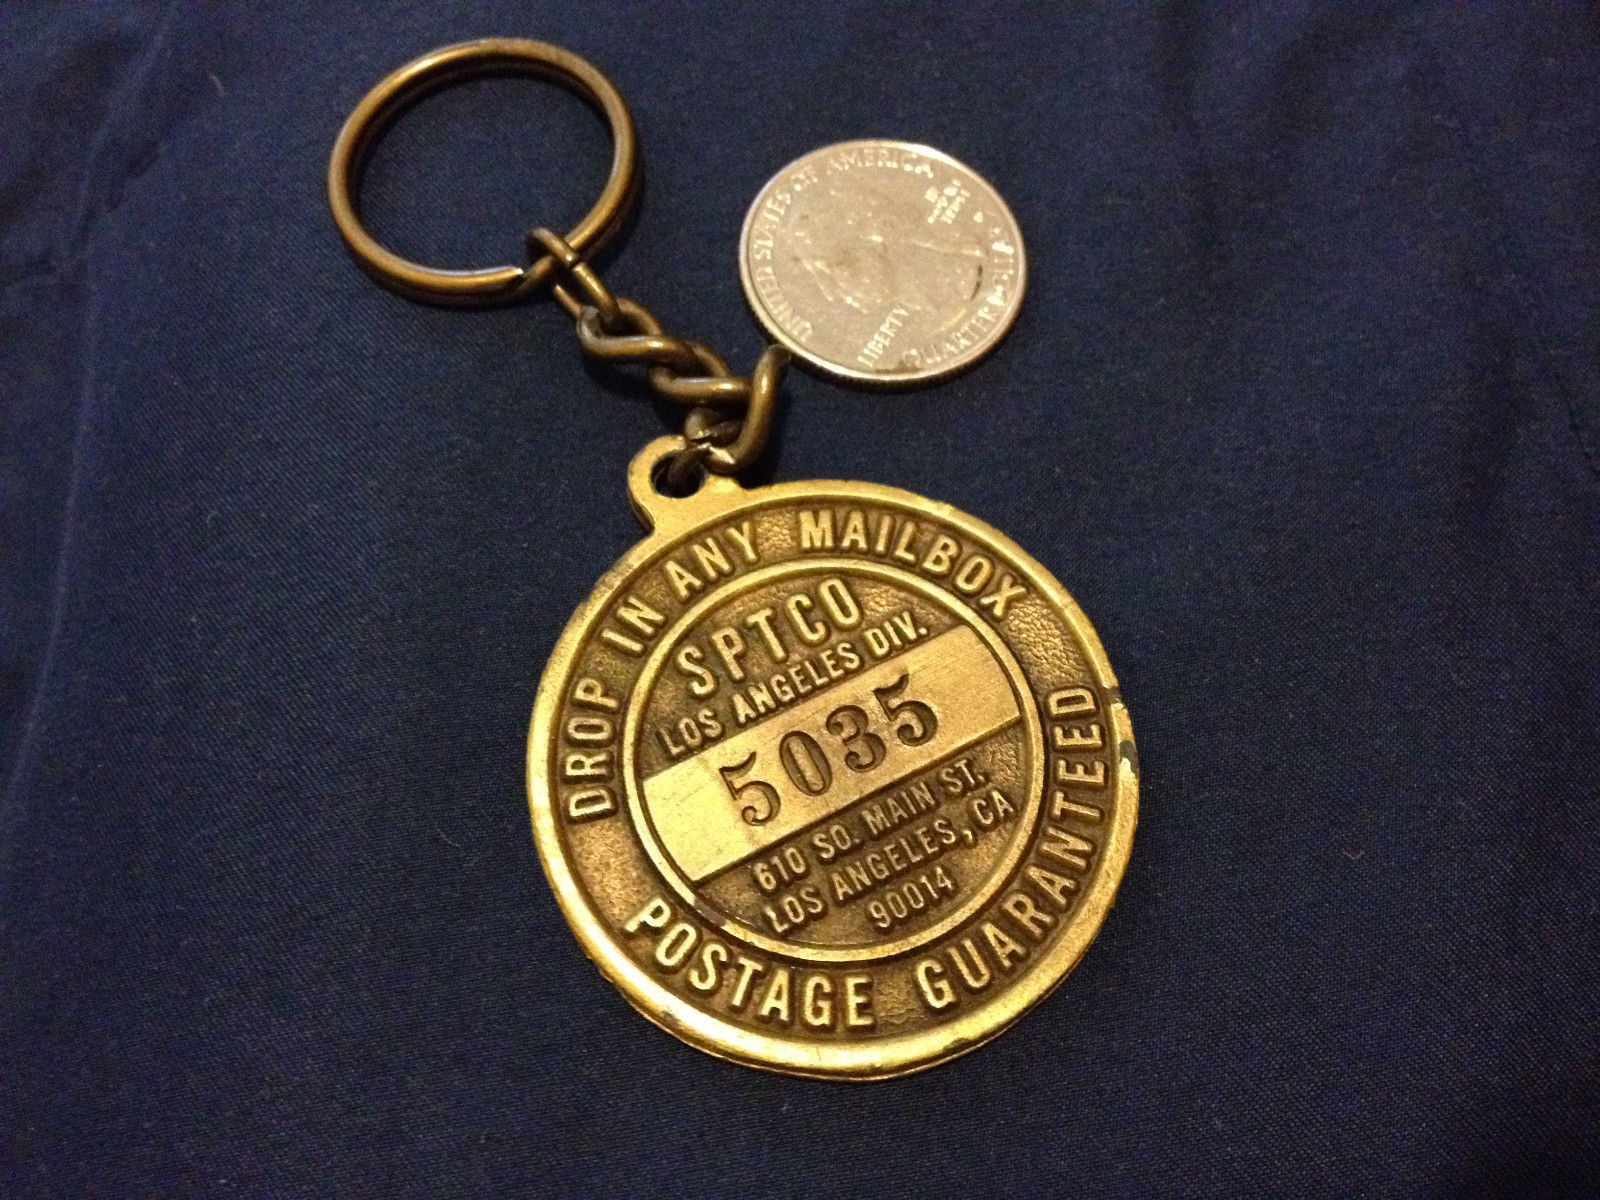 DROP IN ANY MAILBOX
SPTCO
LOS ANGELES DIV.
5035
610 SO. MAIN ST.
LOS ANGELES, CA
90014
POSTAGE GUARANTEED
UNITED STATES OF AMERICA
LIBERTY
QUARTER